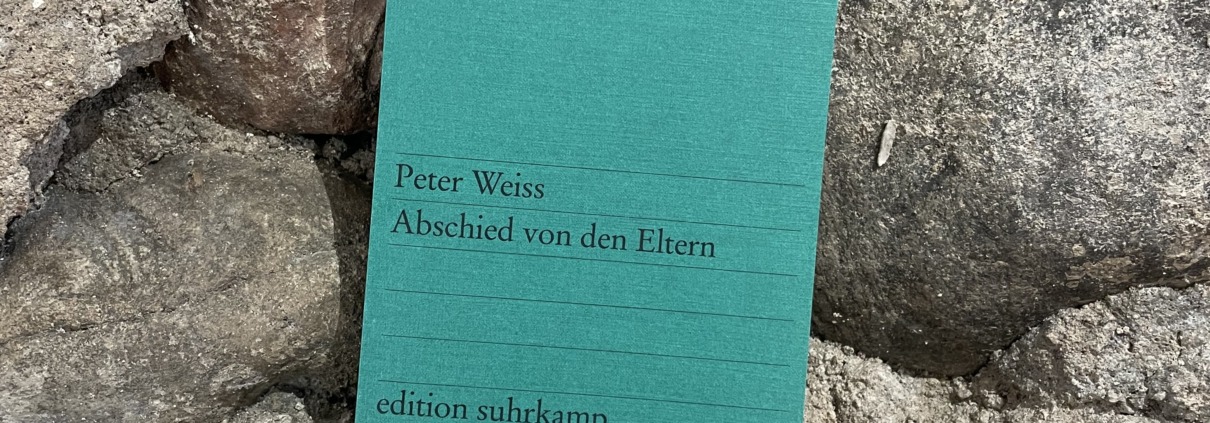 Peter Weiss
Abschied von den Eltern
edition suhrkamp